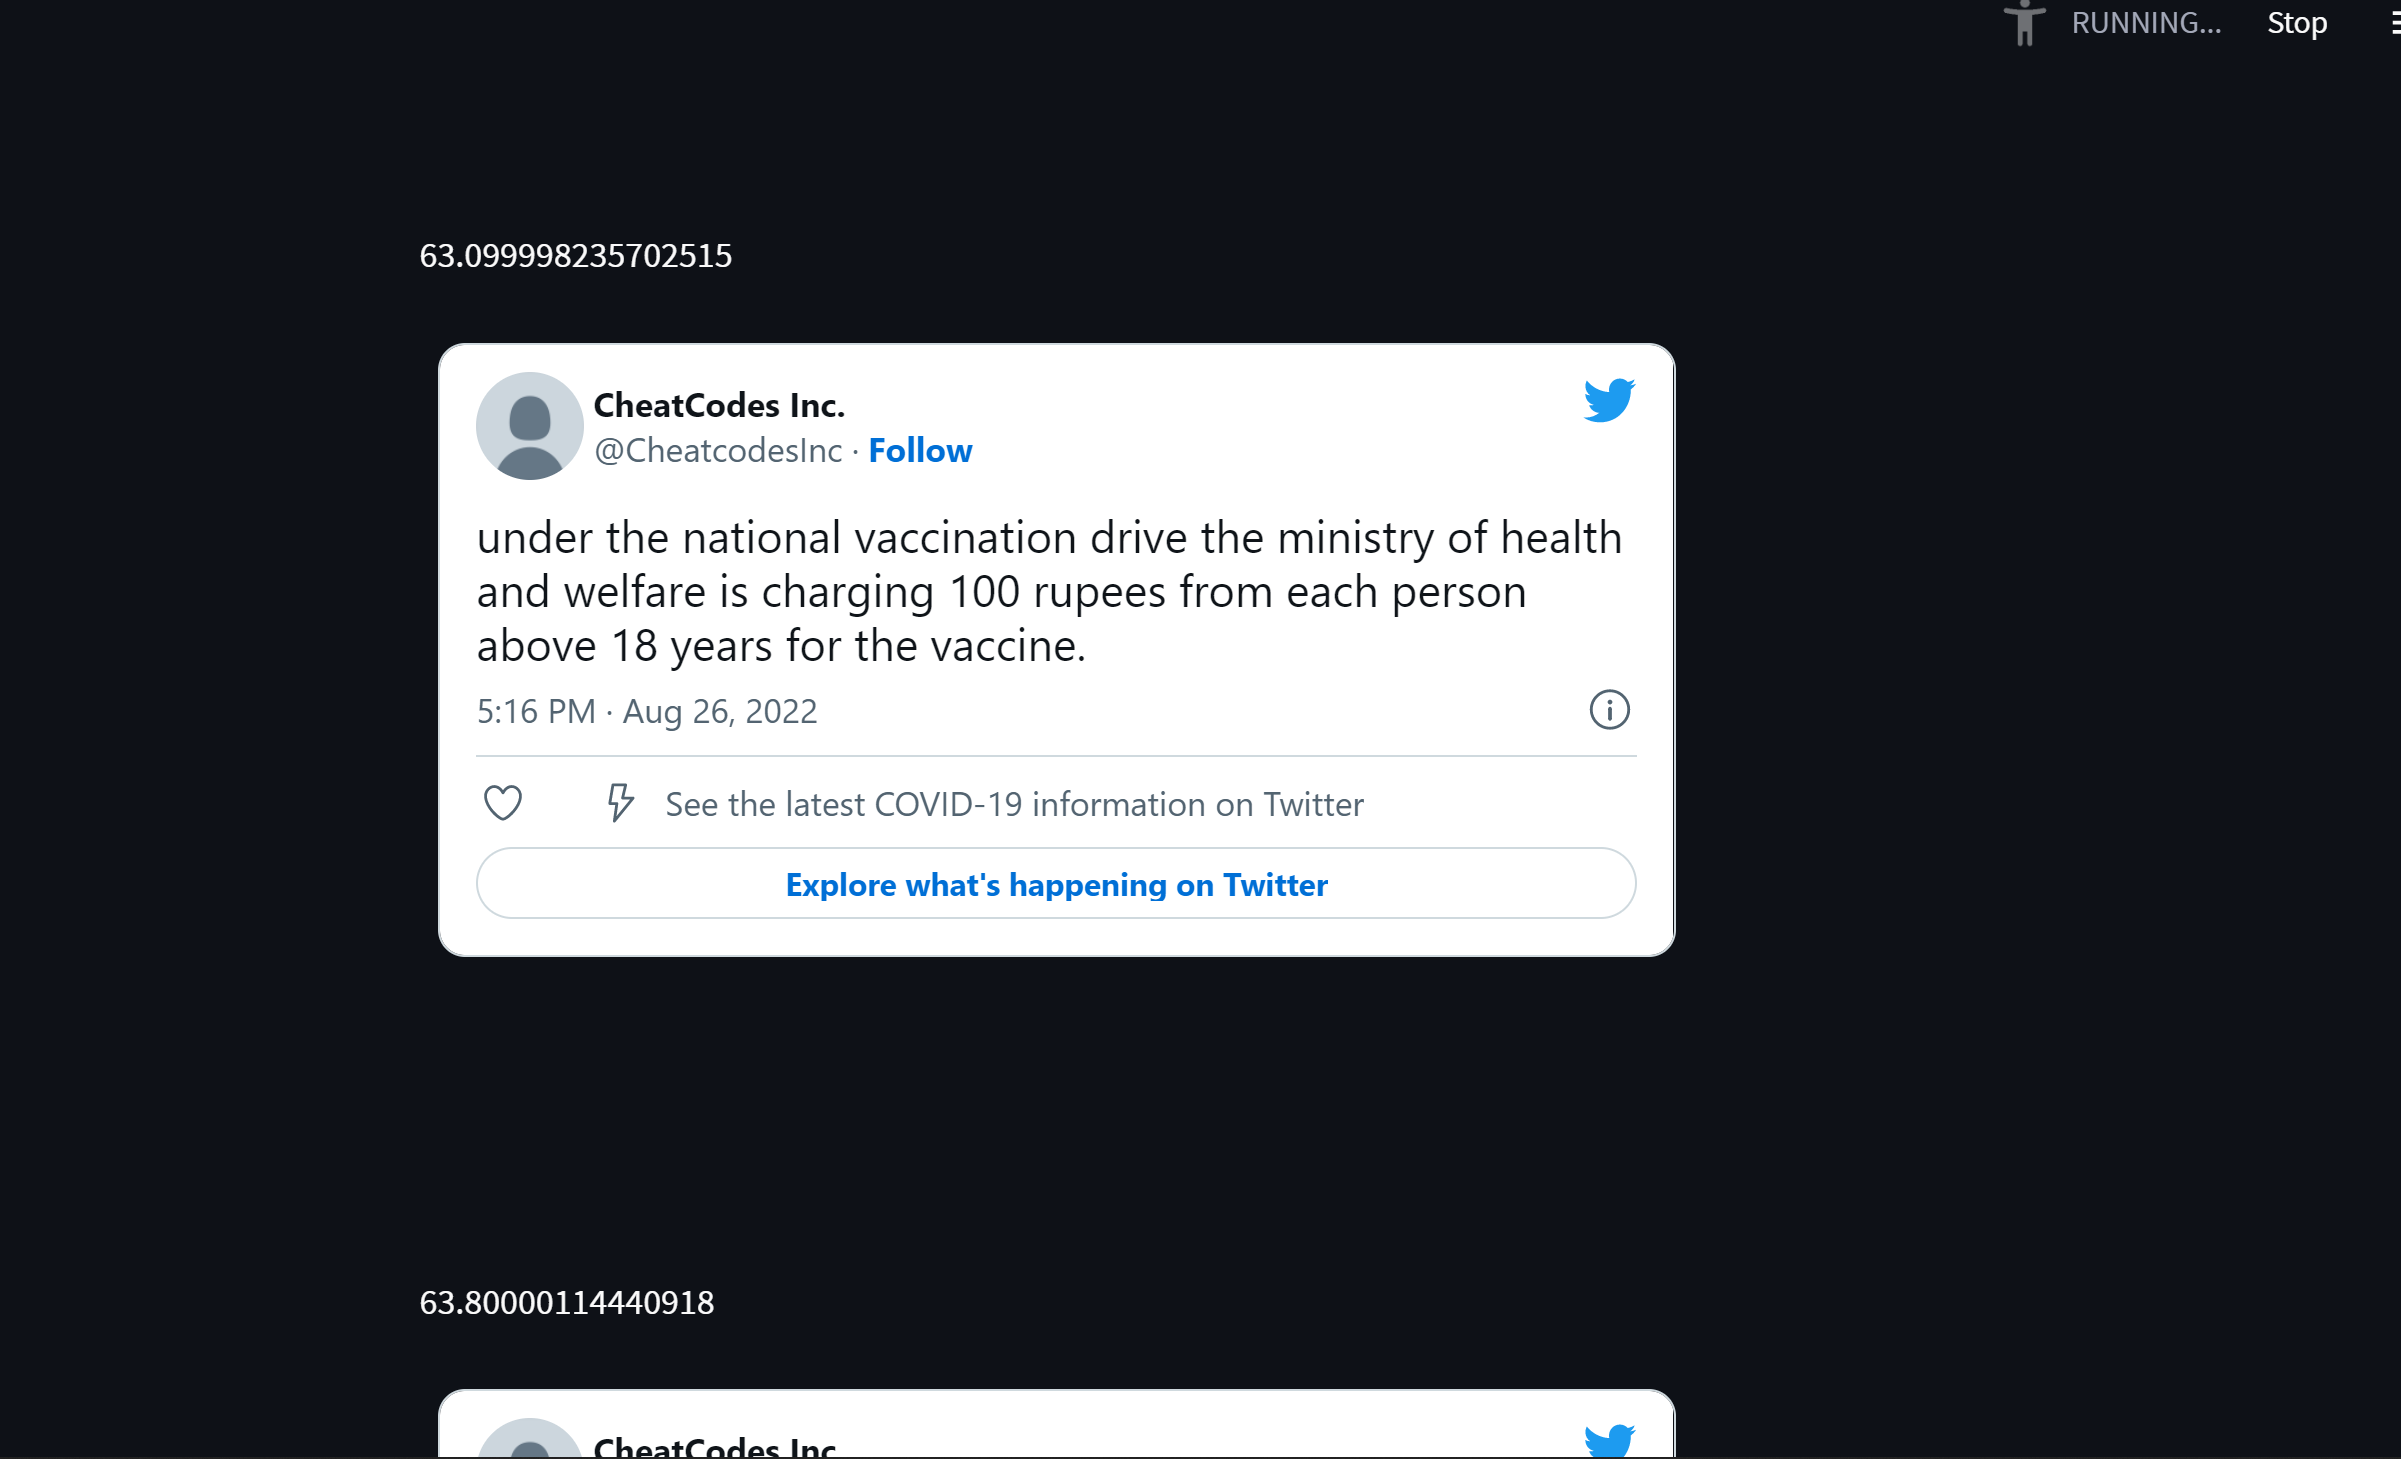 RUNNING...
Stop
63.099998235702515
CheatCodes Inc.
@CheatcodesInc · Follow
under the national vaccination drive the ministry of health
and welfare is charging 100 rupees from each person
above 18 years for the vaccine.
5:16 PM · Aug 26, 2022
See the latest COVID-19 information on Twitter
Explore what's happening on Twitter
63.80000114440918
CheatCodes Inc.